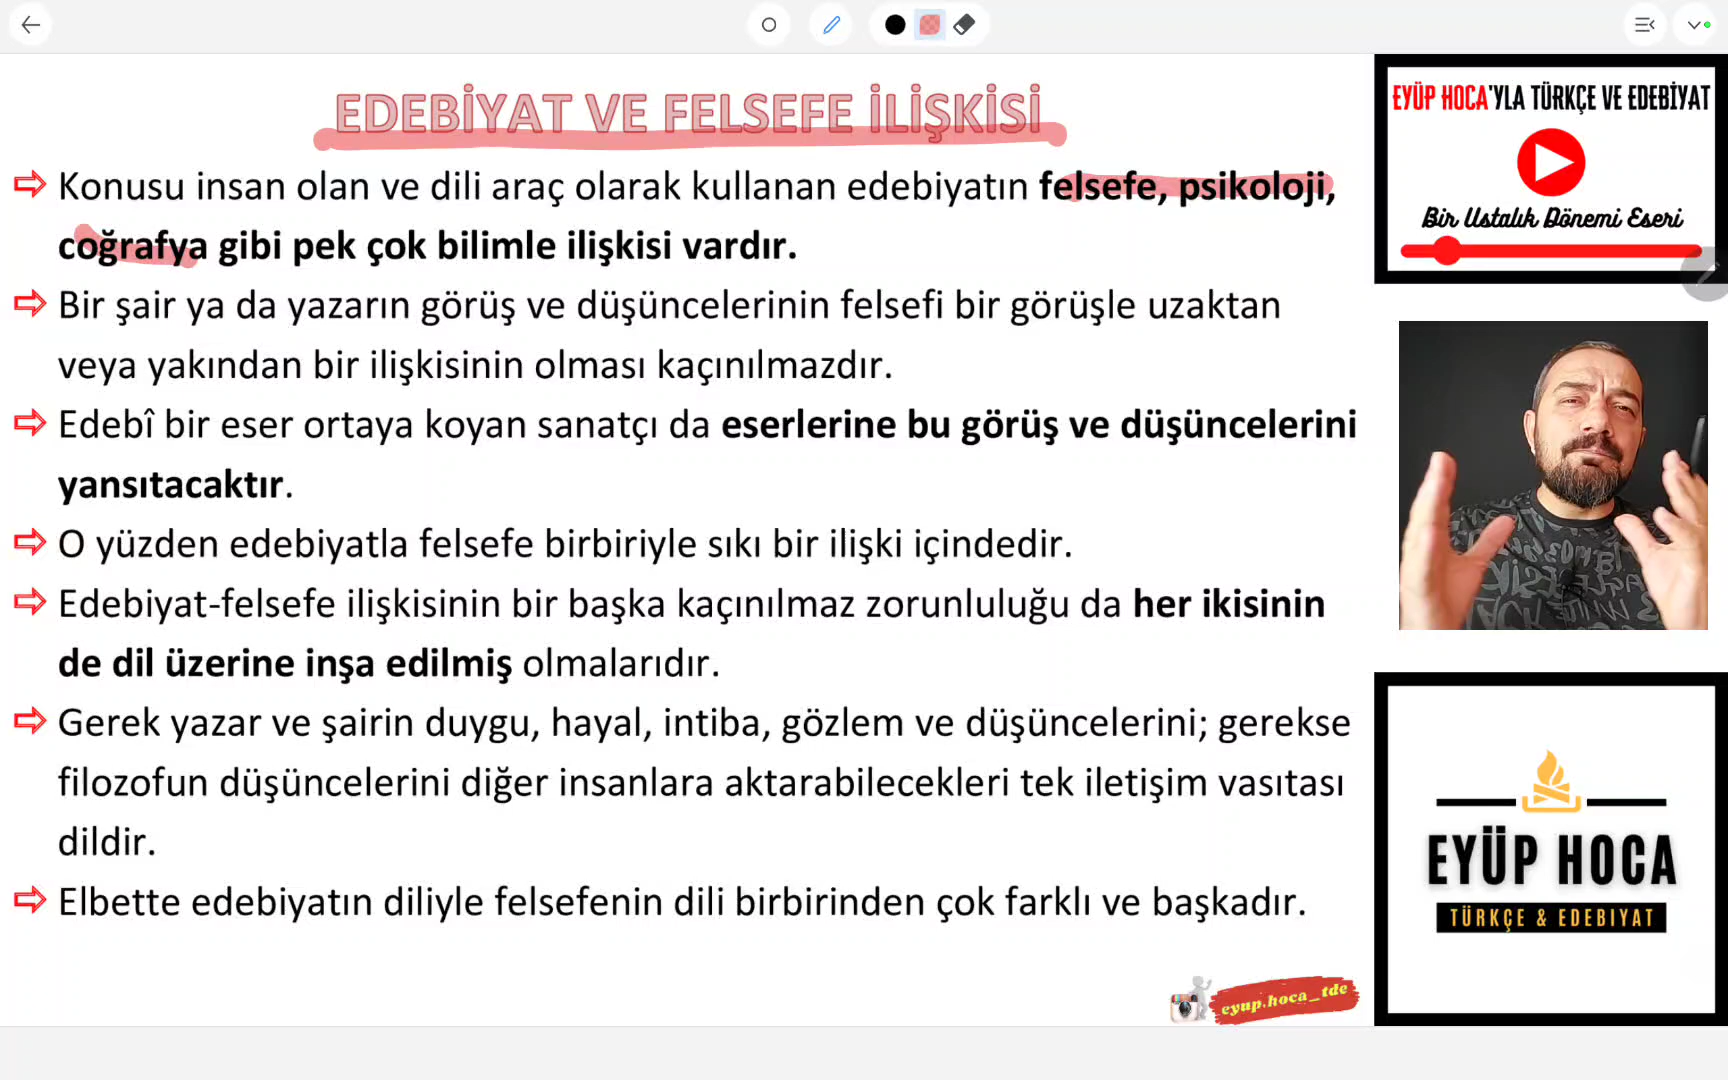 EDEBİYAT VE FELSEFE İLİŞKİSİ
Konusu insan olan ve dili araç olarak kullanan edebiyatın felsefe, psikoloji,
coğrafya gibi pek çok bilimle ilişkisi vardır.
Bir şair ya da yazarın görüş ve düşüncelerinin felsefi bir görüşle uzaktan
veya yakından bir ilişkisinin olması kaçınılmazdır.
Edebî bir eser ortaya koyan sanatçı da eserlerine bu görüş ve düşüncelerini
yansıtacaktır.
O yüzden edebiyatla felsefe birbiriyle sıkı bir ilişki içindedir.
Edebiyat-felsefe ilişkisinin bir başka kaçınılmaz zorunluluğu da her ikisinin
de dil üzerine inşa edilmiş olmalarıdır.
Gerek yazar ve şairin duygu, hayal, intiba, gözlem ve düşüncelerini; gerekse
filozofun düşüncelerini diğer insanlara aktarabilecekleri tek iletişim vasıtası
dildir.
Elbette edebiyatın diliyle felsefenin dili birbirinden çok farklı ve başkadır.
eyup.hoca_tde
EYÜP HOCA'YLA TÜRKÇE VE EDEBİYAT
Bir Ustalık Dönemi Eseri
EYÜP HOCA
TÜRKÇE & EDEBIYAT